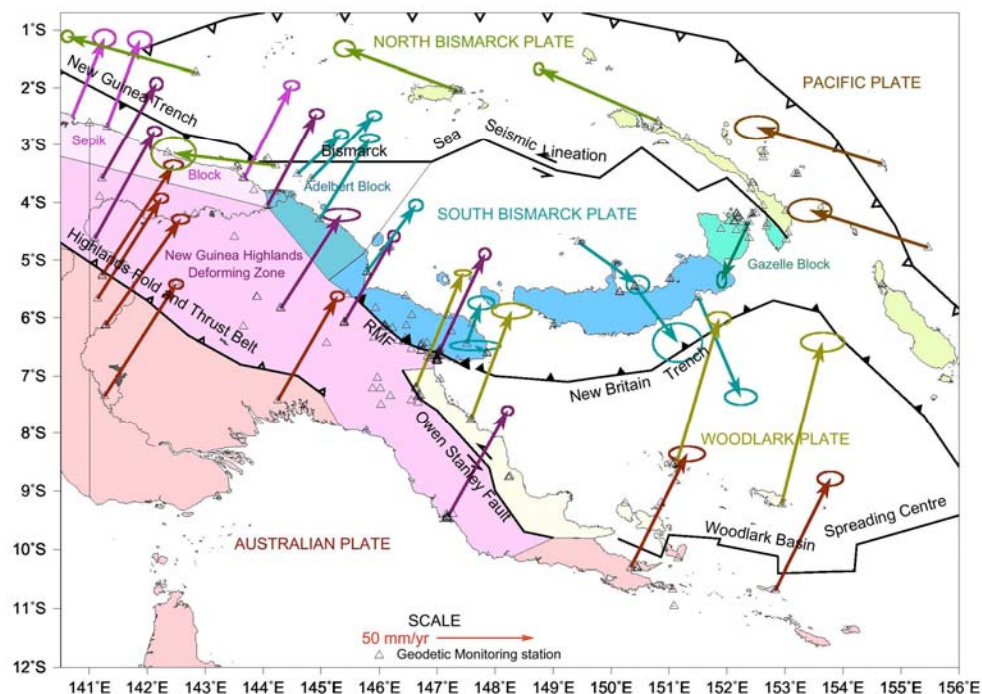 1°S
2°S
3°S
4°S
5°S
6°S
7°S
8°S
9°S
10°S
11°S
12°S
NORTH BISMARCK PLATE
PACIFIC PLATE
New Guinea Trench
Sepik
Block
Bismarck
Sea
Seismic Lineation
Adelbert Block
SOUTH BISMARCK PLATE
Gazelle Block
New Guinea Highlands
Deforming Zone
Highlands Fold and Thrust Belt
RMF
New Britain
Trench
Owen Stanley Fault
WOODLARK PLATE
AUSTRALIAN PLATE
Woodlark Basin
Spreading Centre
SCALE
50 mm/yr
Geodetic Monitoring station
141°E 142°E 143°E 144°E 145°E 146°E 147°E 148°E 149°E 150°E 151°E 152°E 153°E 154°E 155°E 156°E